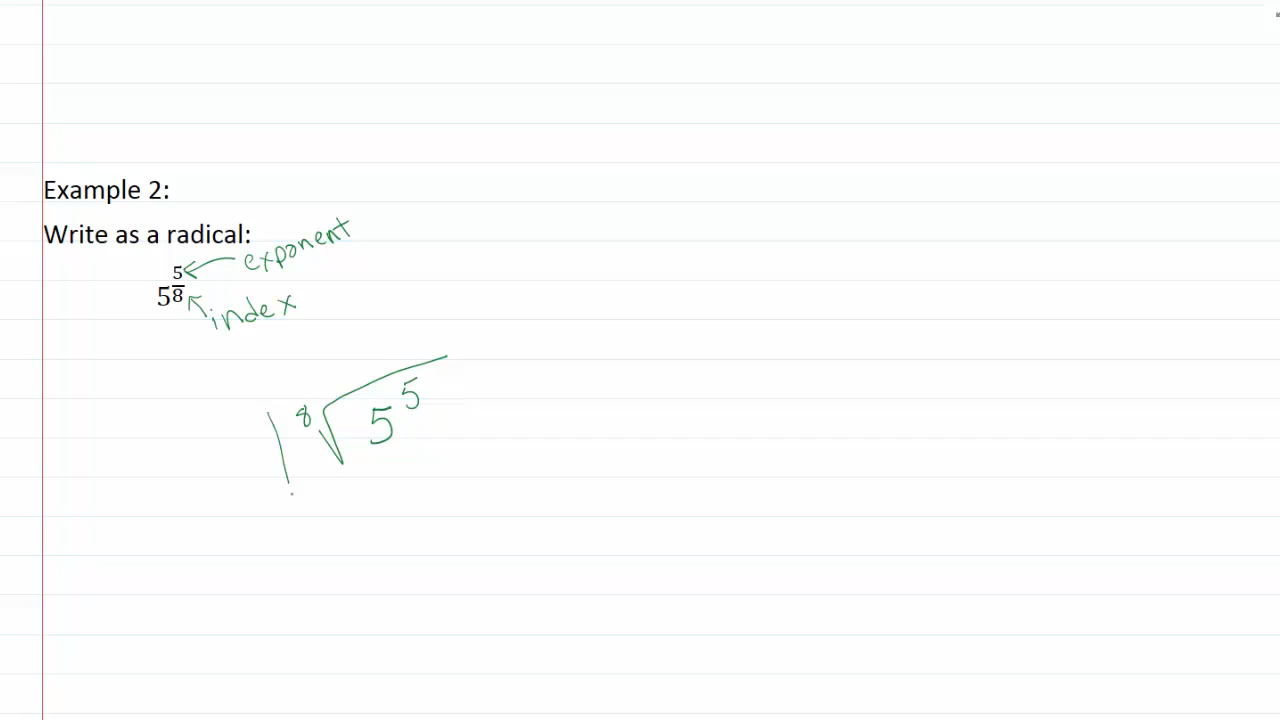 Example 2:
Write as a radical:
5^(5/8) ← exponent
index
⁸√5⁵